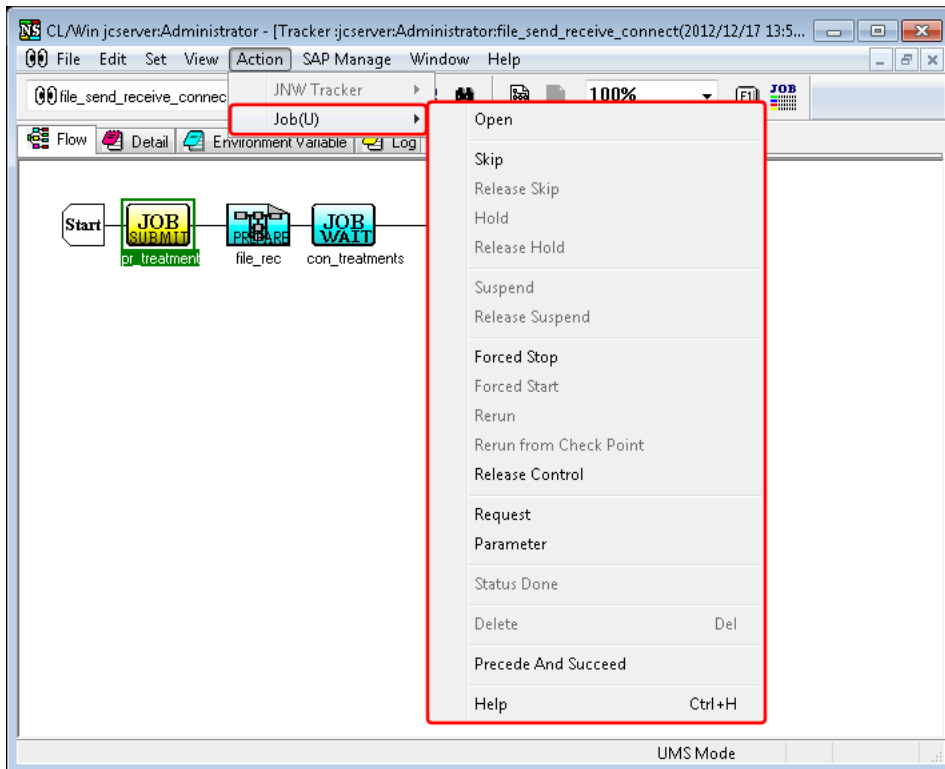 CL/Win jcserver:Administrator - [Tracker :jcserver:Administrator:file_send_receive_connect(2012/12/17 13:5...
File Edit Set View Action SAP Manage Window Help
file_send_receive_connec
JNW Tracker
100%
F1
JOB
Job(U)
Flow Detail Environment Variable Log
Open
Skip
Release Skip
Hold
Release Hold
Suspend
Release Suspend
Forced Stop
Forced Start
Rerun
Rerun from Check Point
Release Control
Request
Parameter
Status Done
Delete Del
Precede And Succeed
Help Ctrl+H
Start
JOB
SUBMIT
PREPARE
JOB
WAIT
pr_treatment
file_rec
con_treatments
UMS Mode